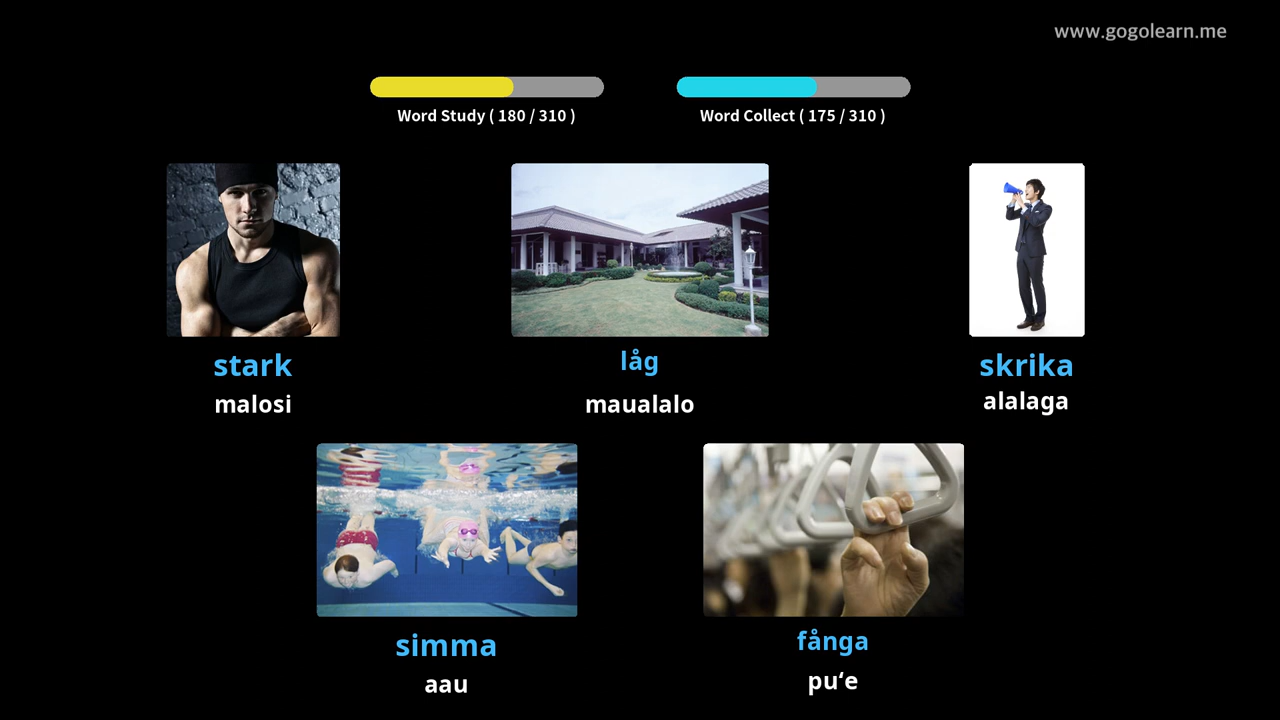 www.gogolearn.me
Word Study ( 180 / 310 )
Word Collect ( 175 / 310 )
stark
malosi
låg
maualalo
skrika
alalaga
simma
aau
fånga
puʻe